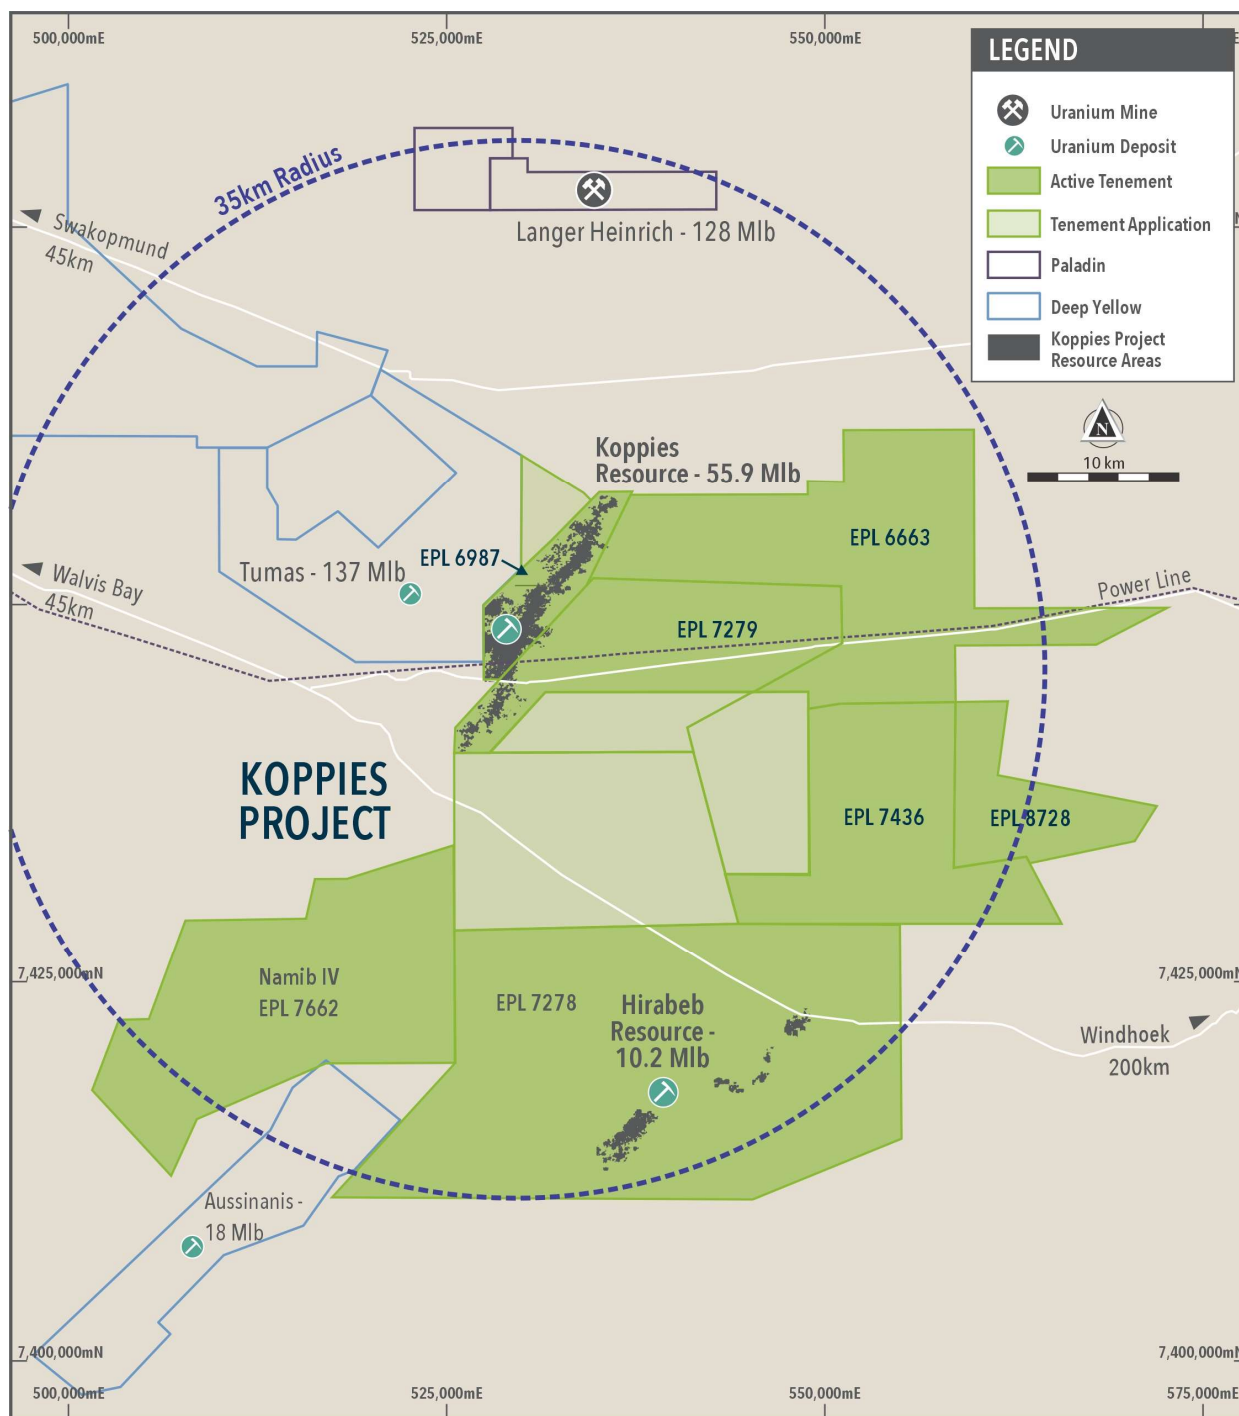 500,000mE
525,000mE
550,000mE
E
LEGEND
Uranium Mine
Uranium Deposit
Active Tenement
Tenement Application
Paladin
Deep Yellow
Koppies Project
Resource Areas
35km Radius
Swakopmund
45km
Langer Heinrich - 128 Mlb
N
N
10 km
Koppies
Resource - 55.9 Mlb
EPL 6663
EPL 6987
Tumas - 137 Mlb
Walvis Bay
45km
Power Line
EPL 7279
KOPPIES
PROJECT
EPL 7436
EPL 8728
7,425,000mN
7,425,000mN
Namib IV
EPL 7662
EPL 7278
Hirabeb
Resource -
10.2 Mlb
Windhoek
200km
Aussinanis -
18 Mlb
7,400,000mN
7,400,000mN
500,000mE
525,000mE
550,000mE
575,000mE